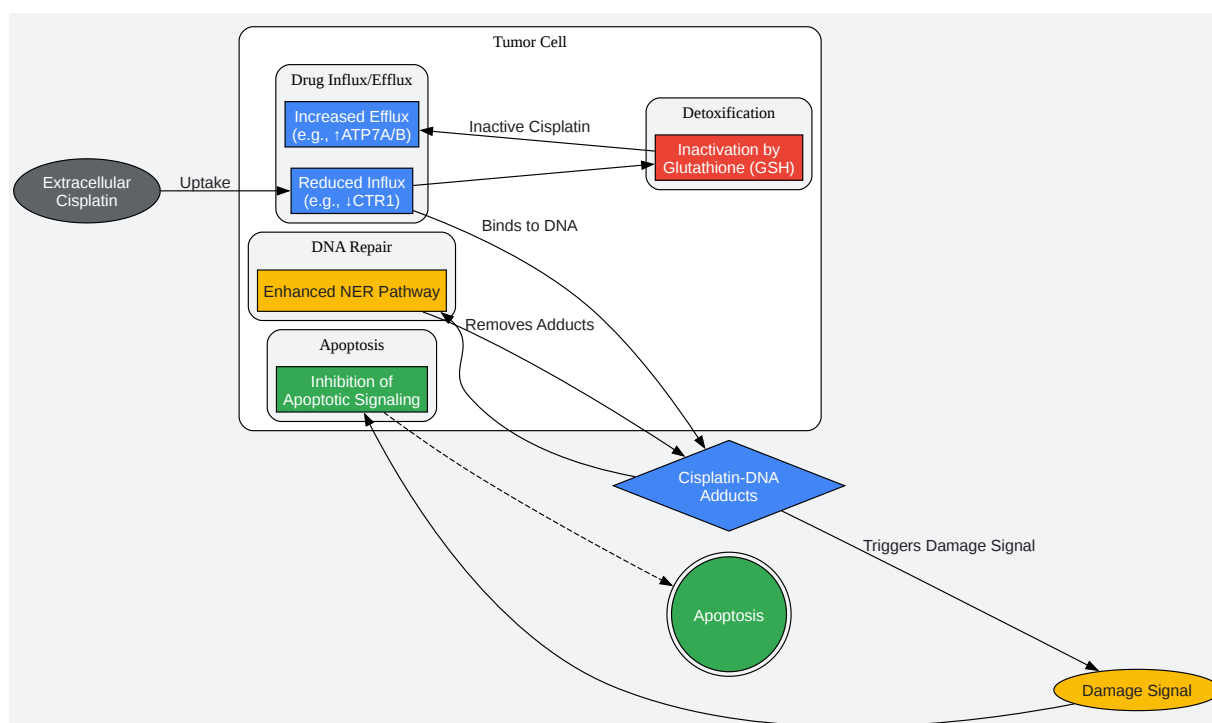 Tumor Cell
Drug Influx/Efflux
Increased Efflux
(e.g., ↑ATP7A/B)
Inactive Cisplatin
Detoxification
Inactivation by
Glutathione (GSH)
Extracellular
Cisplatin
Uptake
Reduced Influx
(e.g., ↓CTR1)
Binds to DNA
DNA Repair
Enhanced NER Pathway
Removes Adducts
Apoptosis
Inhibition of
Apoptotic Signaling
Cisplatin-DNA
Adducts
Triggers Damage Signal
Apoptosis
Damage Signal